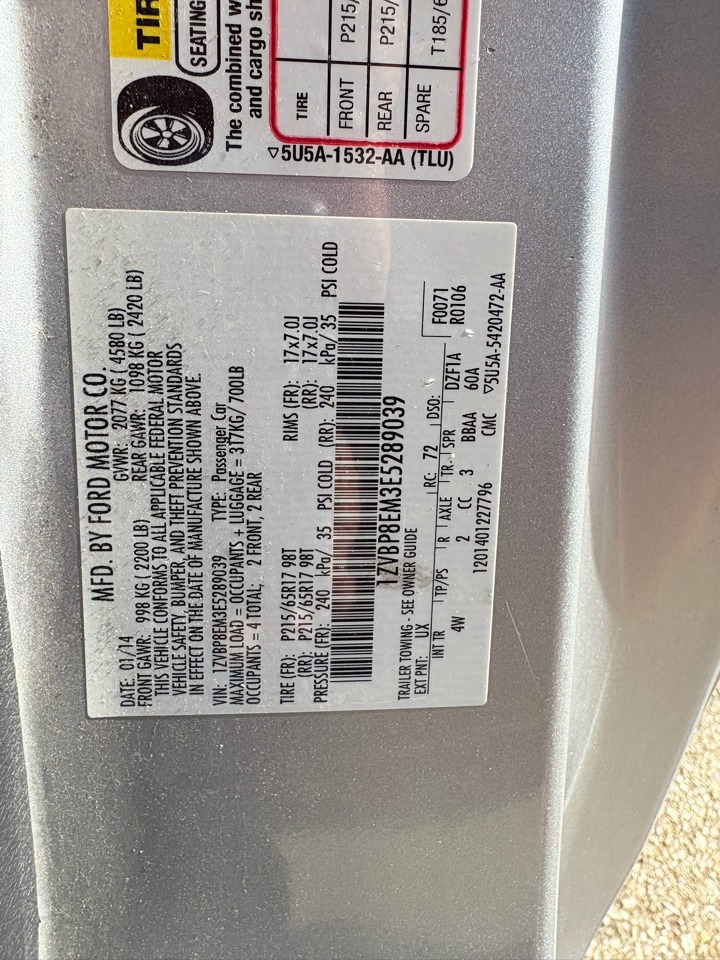 TIR
SEATING
The combined w
and cargo sh
TIRE
FRONT P215/
REAR P215/
SPARE T185/6
▽5U5A-1532-AA (TLU)
MFD. BY FORD MOTOR CO.
DATE: 01/14 GVWR: 2077 KG ( 4580 LB)
FRONT GAWR: 998 KG ( 2200 LB) REAR GAWR: 1098 KG ( 2420 LB)
THIS VEHICLE CONFORMS TO ALL APPLICABLE FEDERAL MOTOR
VEHICLE SAFETY, BUMPER, AND THEFT PREVENTION STANDARDS
IN EFFECT ON THE DATE OF MANUFACTURE SHOWN ABOVE.
VIN: 1ZVBP8EM3E5289039 TYPE: Passenger Car
MAXIMUM LOAD = OCCUPANTS + LUGGAGE = 317KG/ 700LB
OCCUPANTS = 4 TOTAL; 2 FRONT, 2 REAR
TIRE (FR): P215/65R17 98T RIMS (FR): 17x7.0J
(RR): P215/65R17 98T (RR): 17x7.0J
PRESSURE (FR): 240 kPa/ 35 PSI COLD (RR): 240 kPa/ 35 PSI COLD
1ZVBP8EM3E5289039
TRAILER TOWING - SEE OWNER GUIDE
EXT PNT: UX RC: 72 DSO: F0071
R0106
INT TR TP/PS R AXLE TR SPR DZF1A
4W 2 CC 3 BBAA 60A
1201401227796 CMC ▽5U5A-5420472-AA